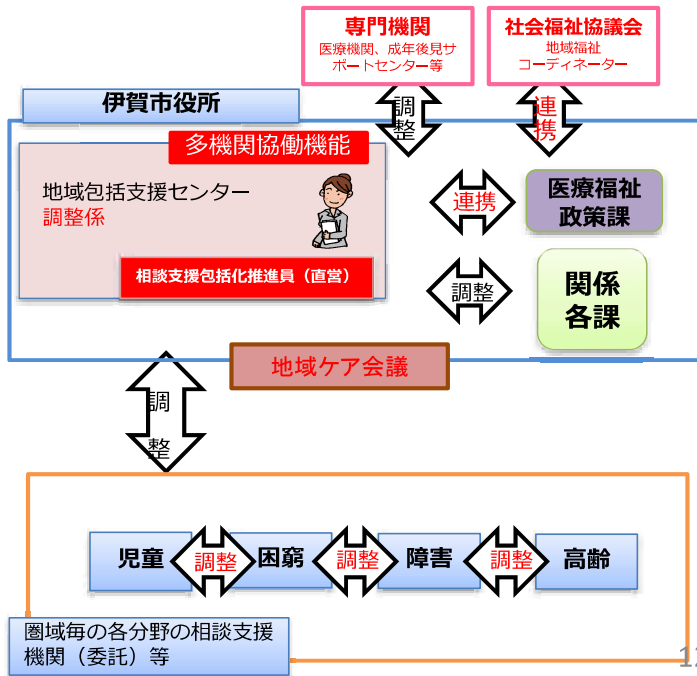 専門機関
医療機関、成年後見サ
ポートセンター等
社会福祉協議会
地域福祉
コーディネーター
調整
連携
伊賀市役所
多機関協働機能
地域包括支援センター
調整係
相談支援包括化推進員（直営）
連携
医療福祉
政策課
調整
関係
各課
地域ケア会議
調
整
児童
調整
困窮
調整
障害
調整
高齢
圏域毎の各分野の相談支援
機関（委託）等